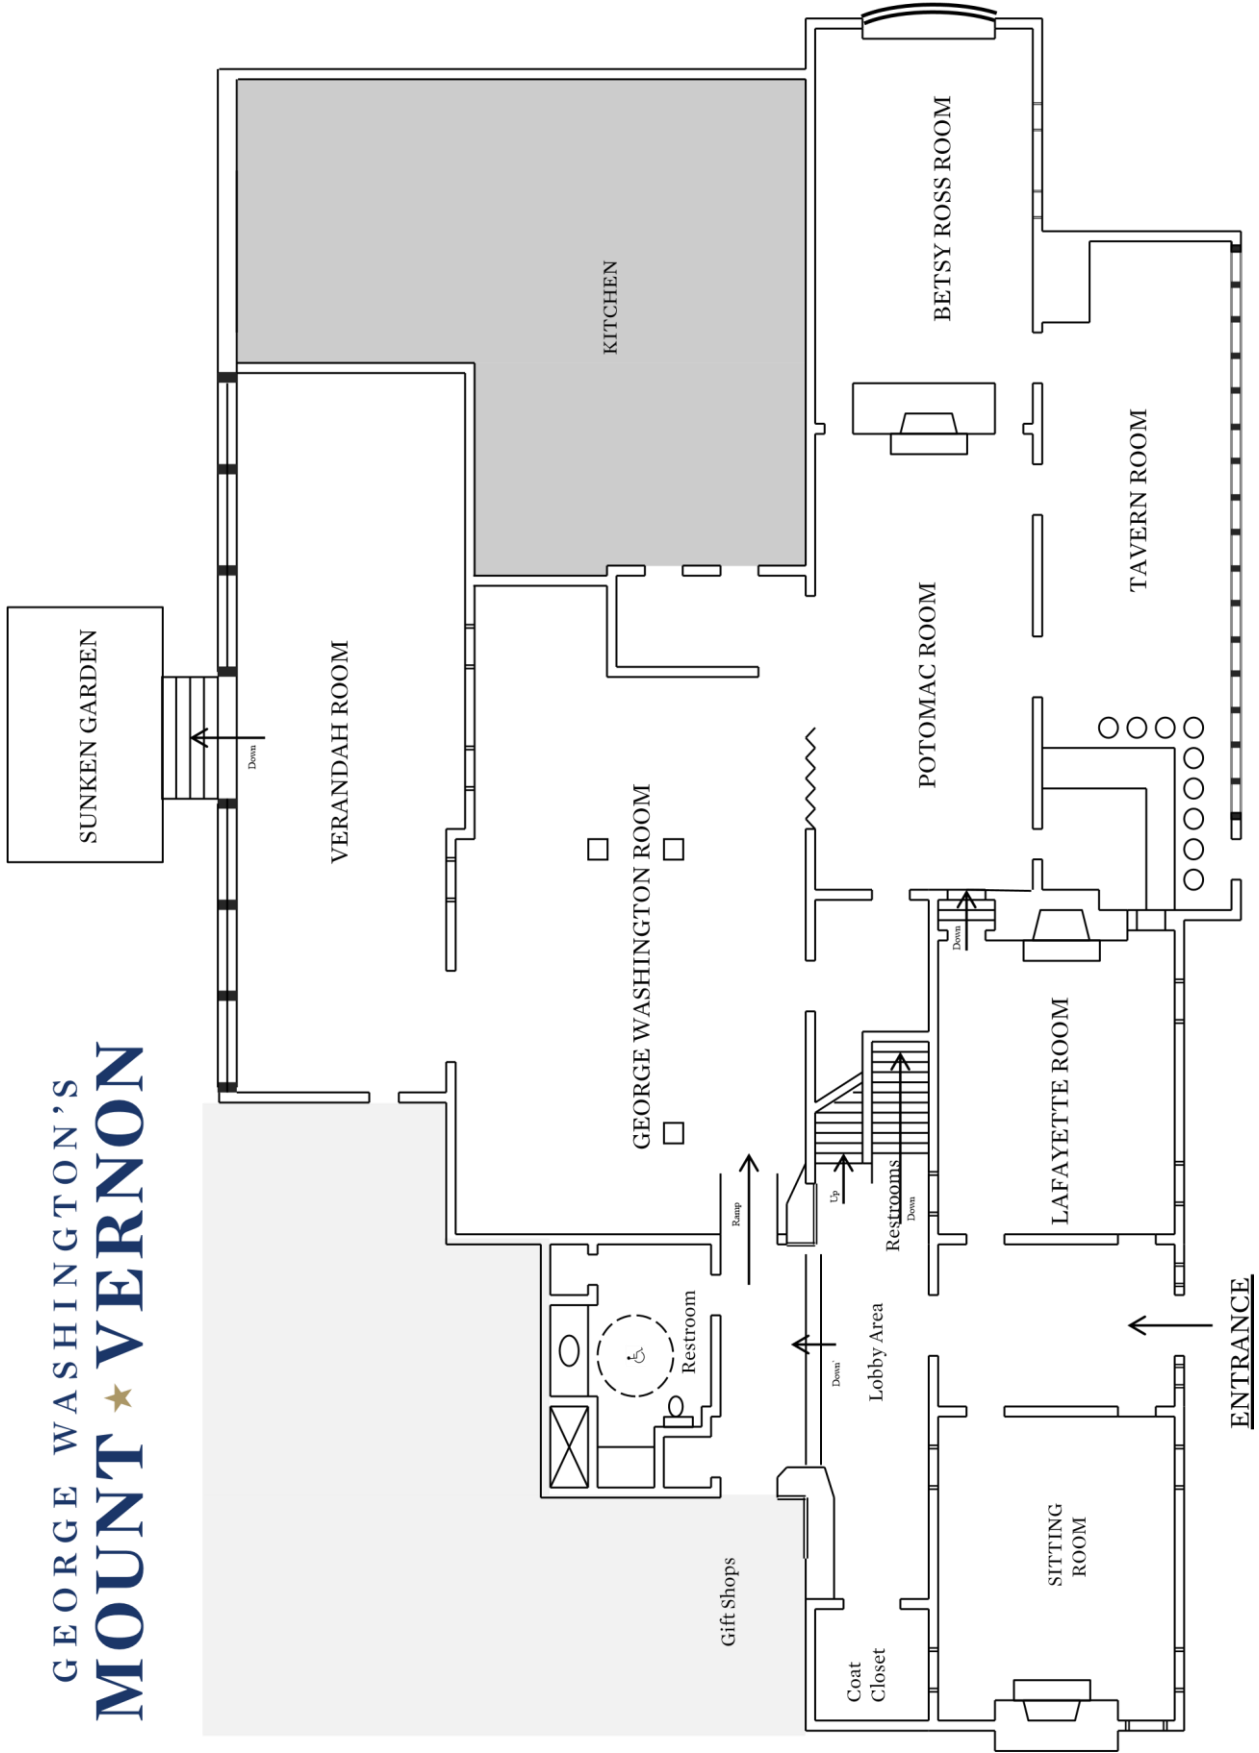 GEORGE WASHINGTON'S
MOUNT VERNON
SUNKEN GARDEN
Down
VERANDAH ROOM
KITCHEN
GEORGE WASHINGTON ROOM
Ramp
Restroom
Gift Shops
BETSY ROSS ROOM
POTOMAC ROOM
Up
Restrooms
Down
Down
Down`
Lobby Area
Coat
Closet
TAVERN ROOM
LAFAYETTE ROOM
SITTING
ROOM
ENTRANCE